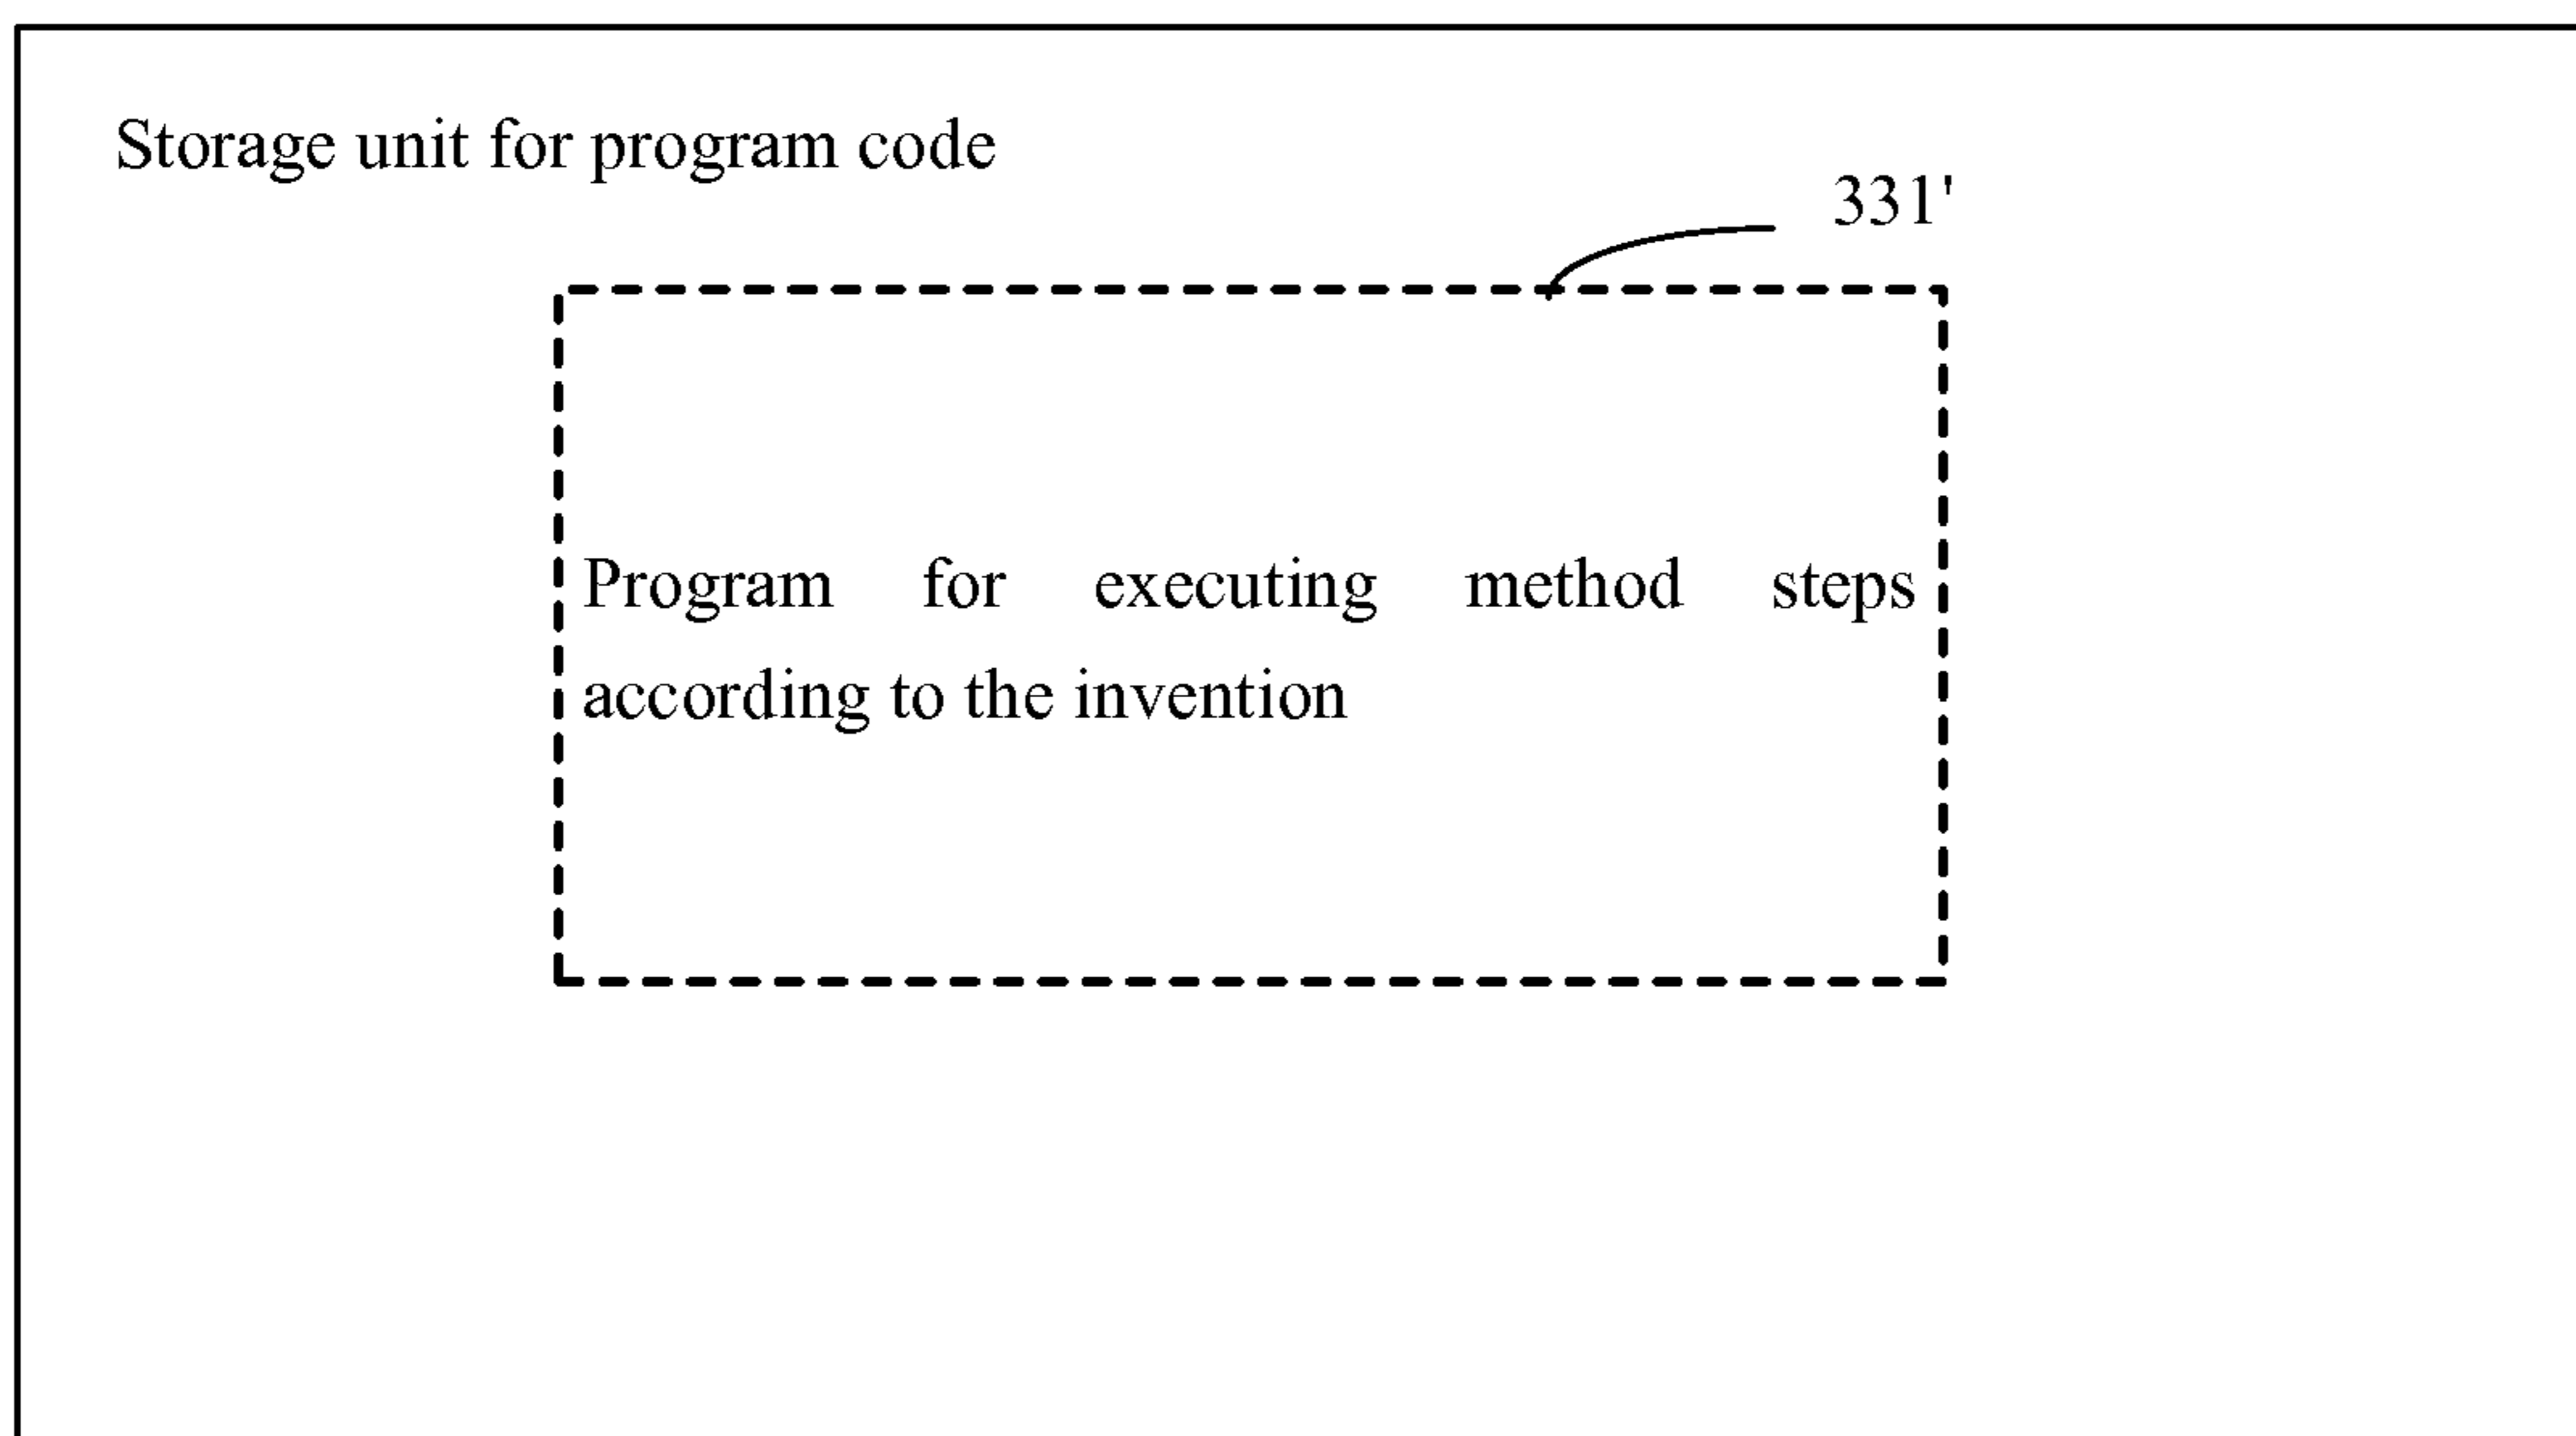 Storage unit for program code
331'
Program for executing method steps
according to the invention